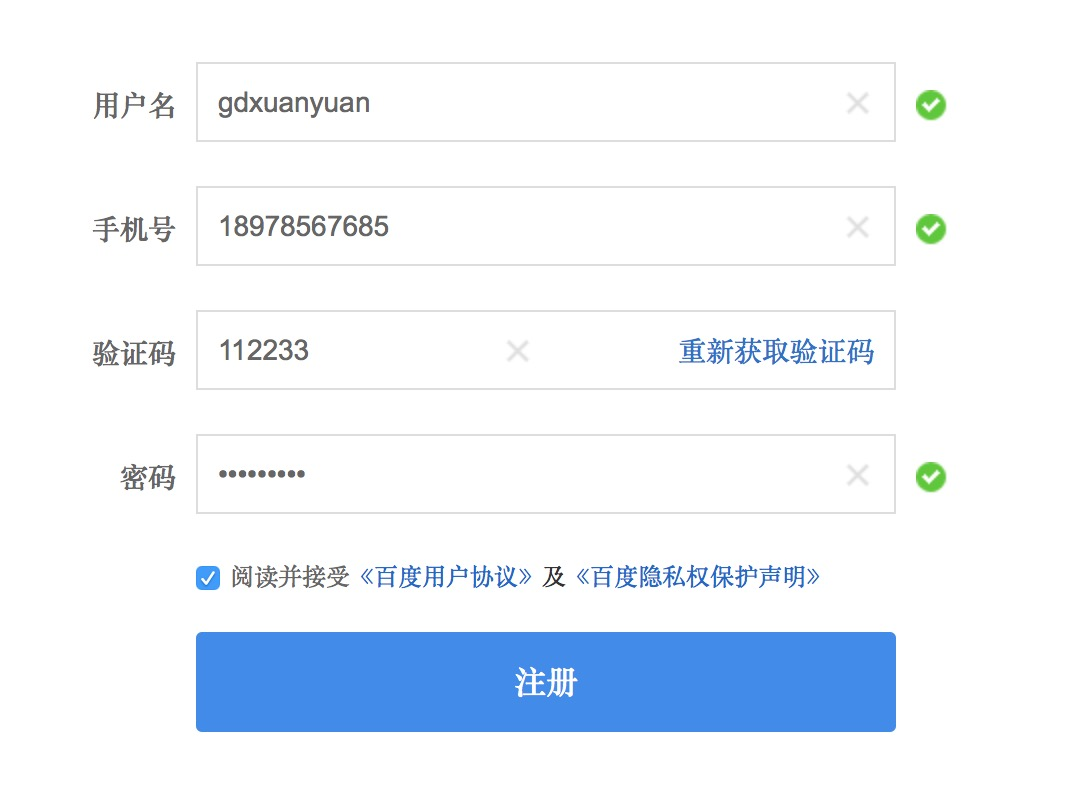 用户名 gdxuanyuan
手机号 18978567685
验证码 112233 重新获取验证码
密码 •••••••••
阅读并接受《百度用户协议》及《百度隐私权保护声明》
注册